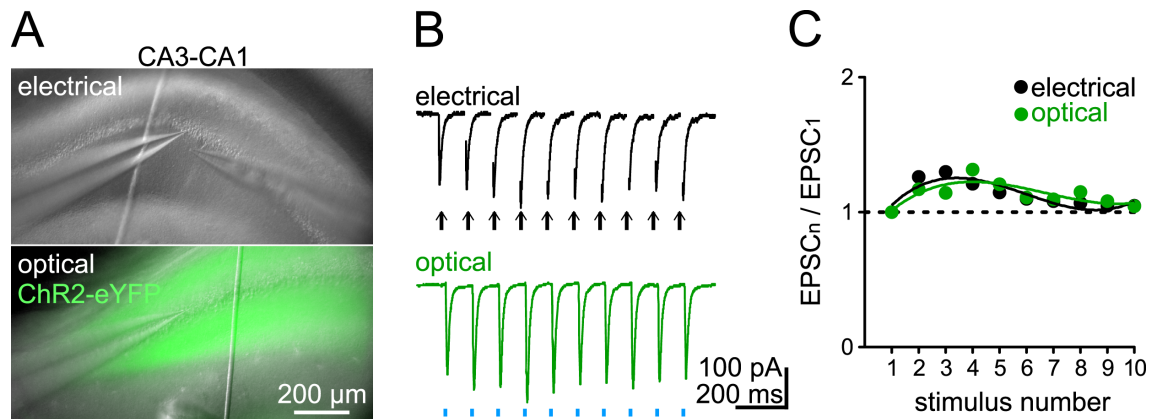 A
CA3-CA1
electrical
optical
ChR2-eYFP
200 µm
B
electrical
optical
100 pA
200 ms
C
EPSCn / EPSC1
2
1
0
electrical
optical
1 2 3 4 5 6 7 8 9 10
stimulus number